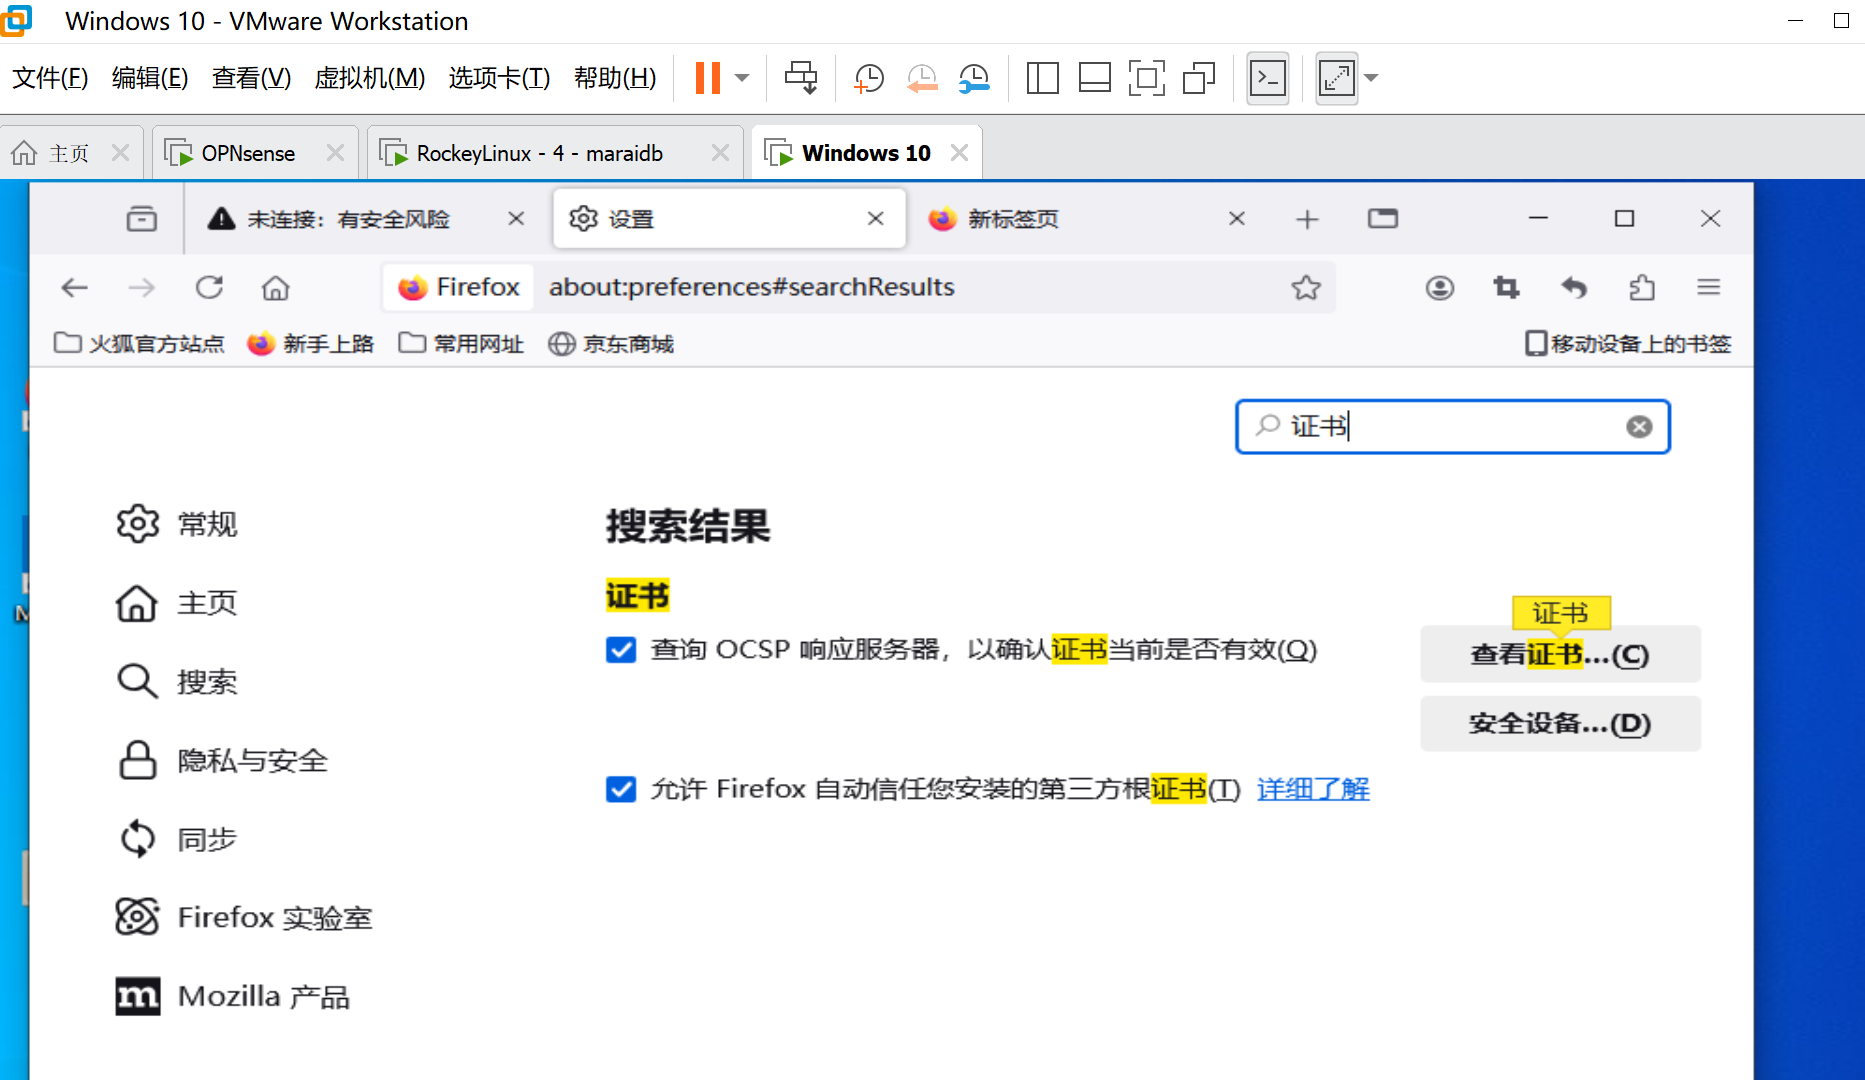 Windows 10 - VMware Workstation
文件(F) 编辑(E) 查看(V) 虚拟机(M) 选项卡(T) 帮助(H)
主页 OPNsense RockeyLinux - 4 - maraidb Windows 10
未连接：有安全风险 设置 新标签页
Firefox about:preferences#searchResults
火狐官方站点 新手上路 常用网址 京东商城 移动设备上的书签
证书
常规
主页
搜索
隐私与安全
同步
Firefox 实验室
Mozilla 产品
搜索结果
证书
查询 OCSP 响应服务器，以确认证书当前是否有效(Q)
证书
查看证书...(C)
安全设备...(D)
允许 Firefox 自动信任您安装的第三方根证书(T) 详细了解